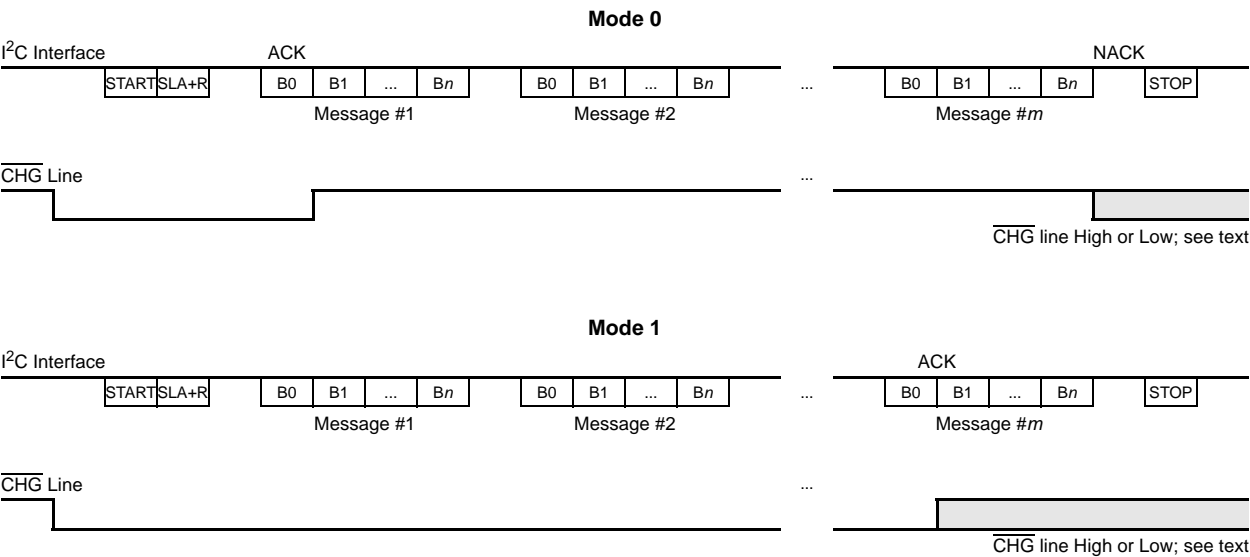 Mode 0
I2C Interface ACK NACK
START SLA+R B0 B1 ... Bn B0 B1 ... Bn ... B0 B1 ... Bn STOP
Message #1 Message #2 Message #m
CHG Line ...
CHG line High or Low; see text
Mode 1
I2C Interface ACK
START SLA+R B0 B1 ... Bn B0 B1 ... Bn ... B0 B1 ... Bn STOP
Message #1 Message #2 Message #m
CHG Line ...
CHG line High or Low; see text